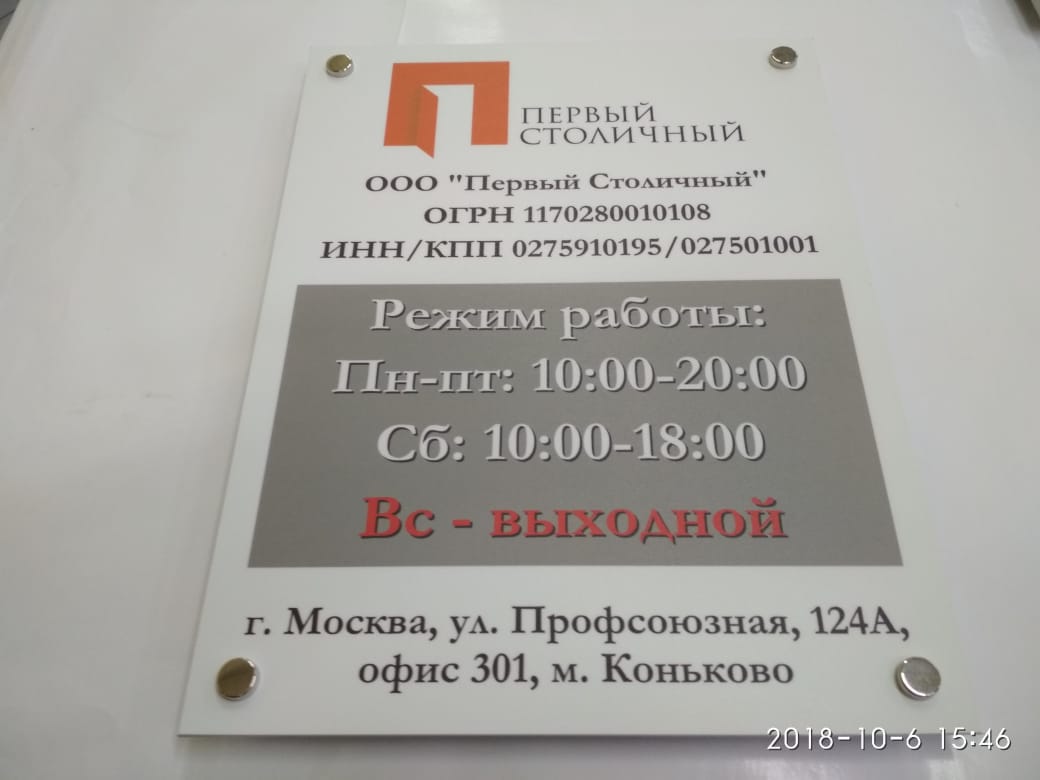 ПЕРВЫЙ
СТОЛИЧНЫЙ
ООО "Первый Столичный"
ОГРН 1170280010108
ИНН/КПП 0275910195/027501001
Режим работы:
Пн-пт: 10:00-20:00
Сб: 10:00-18:00
Вс - выходной
г. Москва, ул. Профсоюзная, 124А,
офис 301, м. Коньково
2018-10-6 15:46